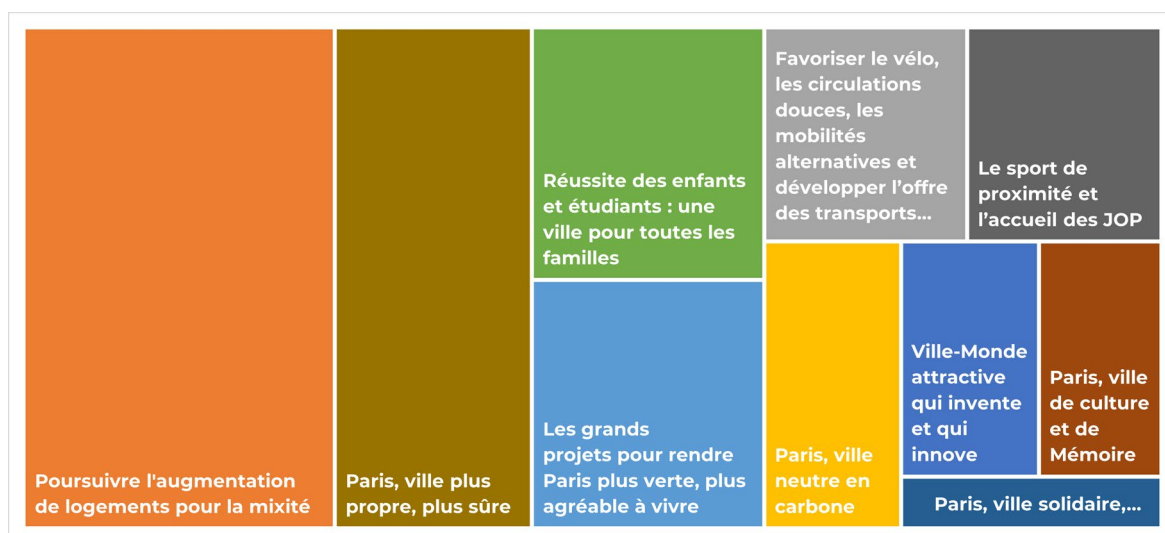 Poursuivre l'augmentation
de logements pour la mixité
Paris, ville plus
propre, plus sûre
Réussite des enfants
et étudiants : une
ville pour toutes les
familles
Les grands
projets pour rendre
Paris plus verte, plus
agréable à vivre
Favoriser le vélo,
les circulations
douces, les
mobilités
alternatives et
développer l’offre
des transports...
Le sport de
proximité et
l’accueil des JOP
Paris, ville
neutre en
carbone
Ville-Monde
attractive
qui invente
et qui
innove
Paris, ville
de culture
et de
Mémoire
Paris, ville solidaire,...